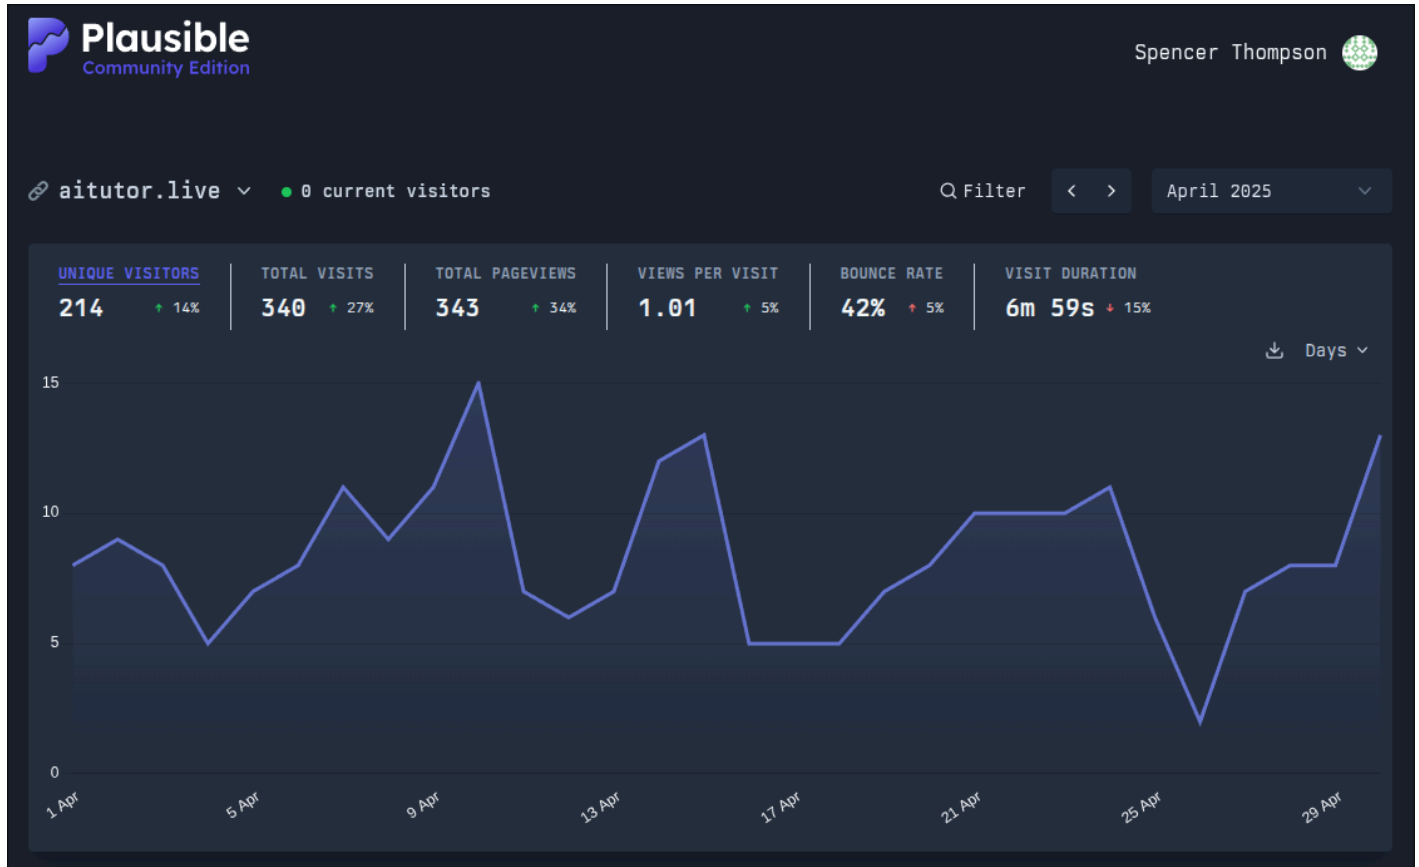 Plausible
Community Edition
Spencer Thompson
aitutor.live
0 current visitors
Filter
April 2025
UNIQUE VISITORS
214 ↑ 14%
TOTAL VISITS
340 ↑ 27%
TOTAL PAGEVIEWS
343 ↑ 34%
VIEWS PER VISIT
1.01 ↑ 5%
BOUNCE RATE
42% ↑ 5%
VISIT DURATION
6m 59s ↓ 15%
Days
15
10
5
0
1 Apr
5 Apr
9 Apr
13 Apr
17 Apr
21 Apr
25 Apr
29 Apr